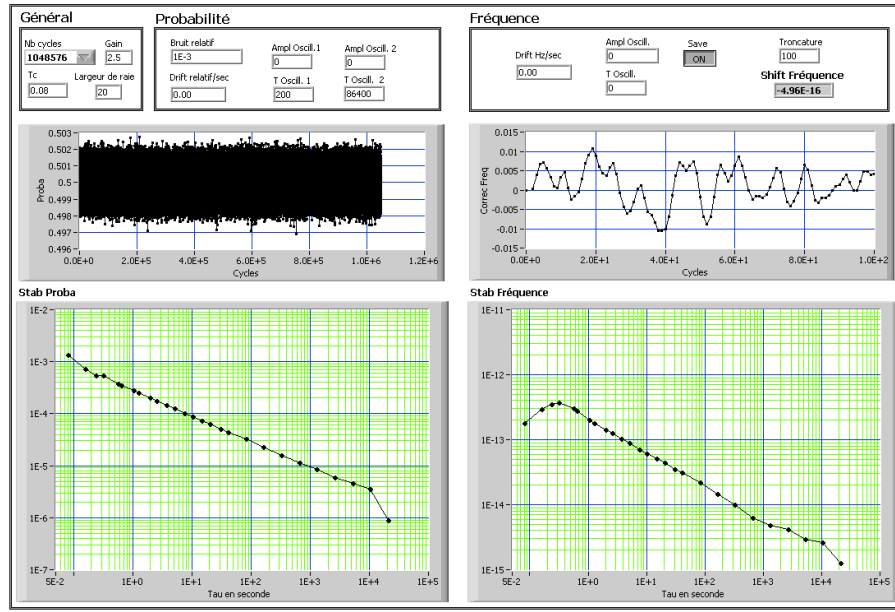 Général
Probabilité
Fréquence
Nb cycles
1048576
Gain
2.5
Tc
0.08
Largeur de raie
20
Bruit relatif
1E-3
Ampl Oscill.1
0
Ampl Oscill. 2
0
Drift relatif/sec
0.00
T Oscill. 1
200
T Oscill. 2
86400
Drift Hz/sec
0.00
Ampl Oscill.
0
T Oscill.
0
Save
ON
Troncature
100
Shift Fréquence
-4.96E-16
0.503
0.502
0.501
0.5
0.499
0.498
0.497
0.496
Proba
0.0E+0 2.0E+5 4.0E+5 6.0E+5 8.0E+5 1.0E+6 1.2E+6
Cycles
0.015
0.01
0.005
0
-0.005
-0.01
-0.015
Correc Freq
0.0E+0 2.0E+1 4.0E+1 6.0E+1 8.0E+1 1.0E+2
Cycles
Stab Proba
1E-2
1E-3
1E-4
1E-5
1E-6
1E-7
5E-2 1E+0 1E+1 1E+2 1E+3 1E+4 1E+5
Tau en seconde
Stab Fréquence
1E-11
1E-12
1E-13
1E-14
1E-15
5E-2 1E+0 1E+1 1E+2 1E+3 1E+4 1E+5
Tau en seconde